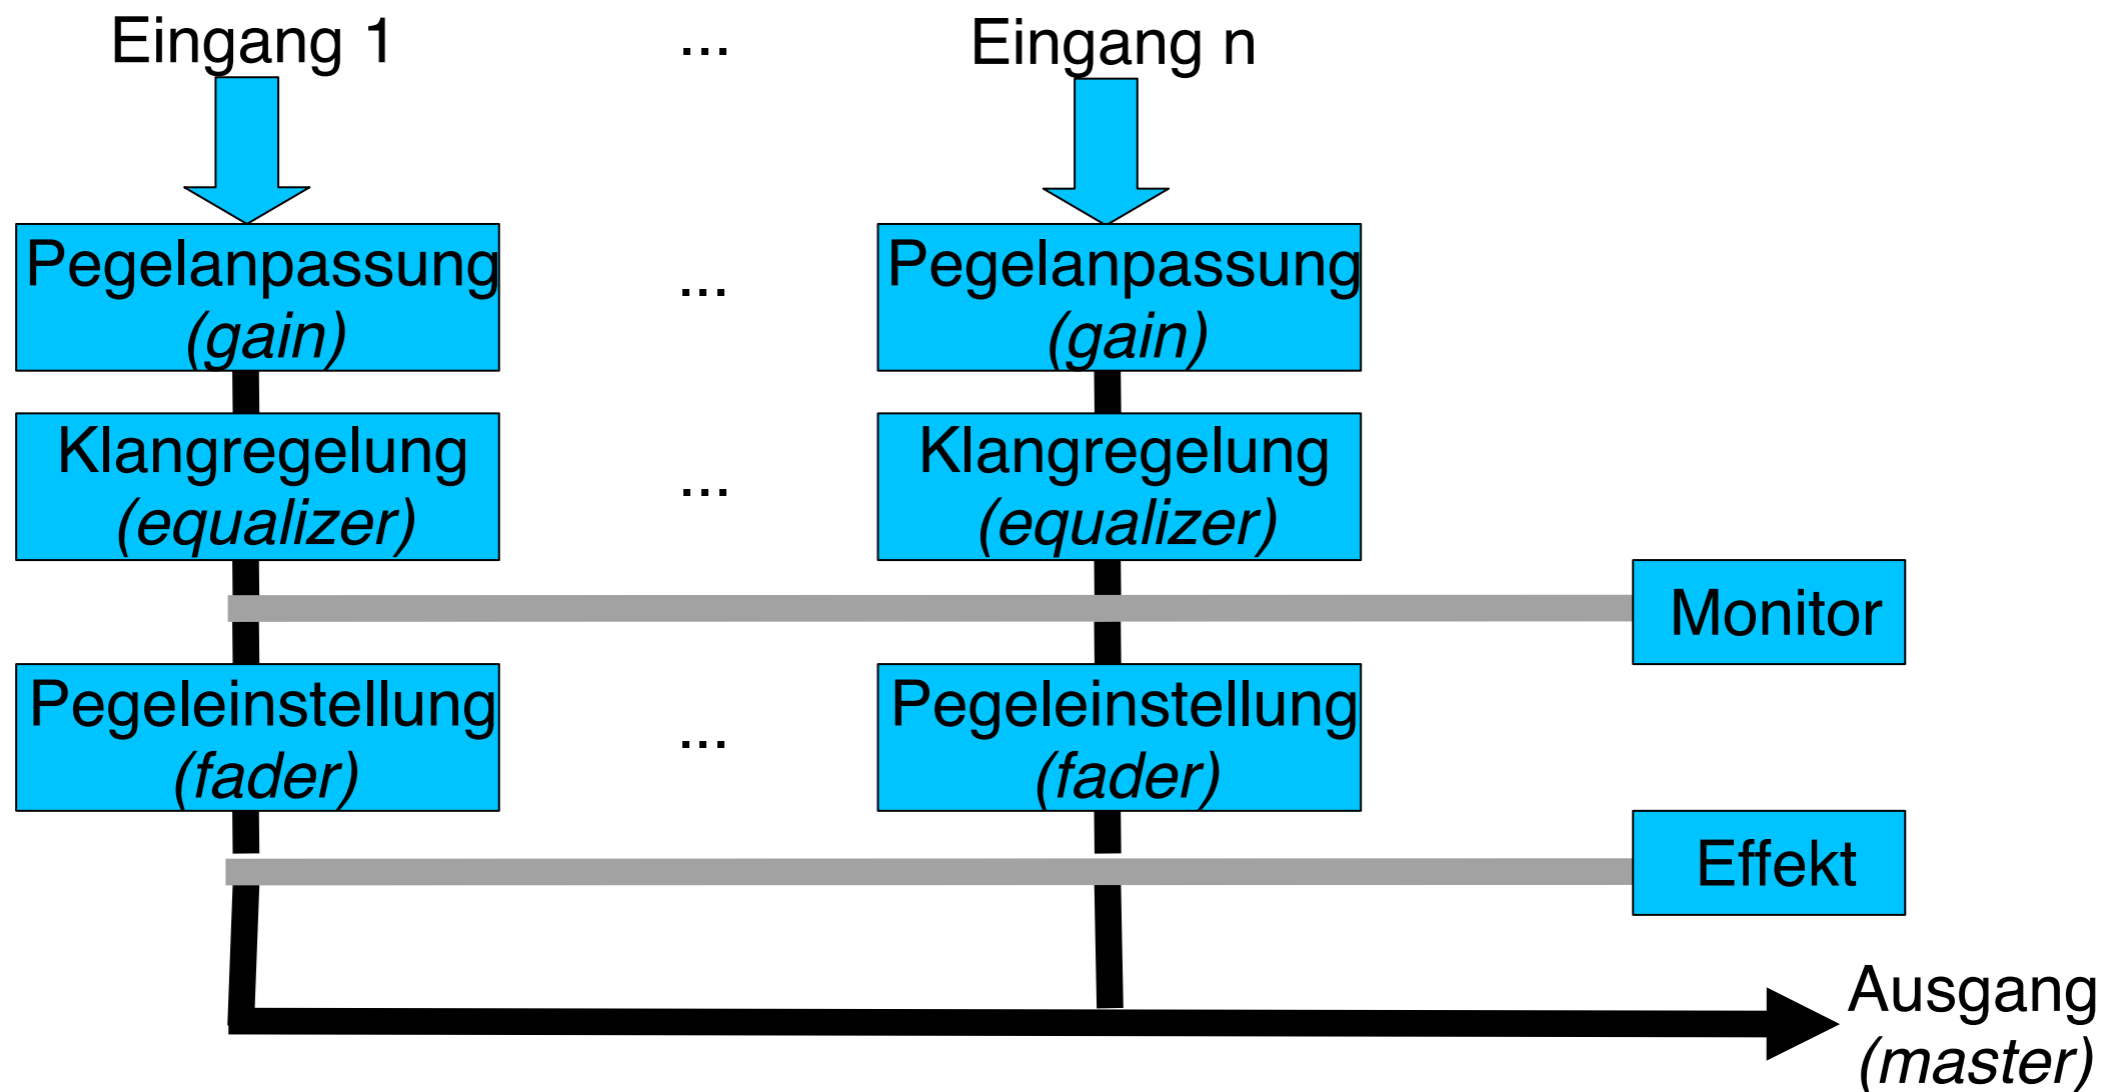 Eingang 1 ... Eingang n
Pegelanpassung ... Pegelanpassung
(gain) (gain)
Klangregelung ... Klangregelung
(equalizer) (equalizer)
Monitor
Pegeleinstellung ... Pegeleinstellung
(fader) (fader)
Effekt
Ausgang
(master)